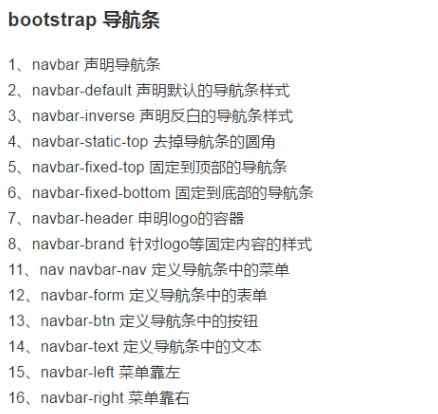 bootstrap 导航条
1、navbar 声明导航条
2、navbar-default 声明默认的导航条样式
3、navbar-inverse 声明反白的导航条样式
4、navbar-static-top 去掉导航条的圆角
5、navbar-fixed-top 固定到顶部的导航条
6、navbar-fixed-bottom 固定到底部的导航条
7、navbar-header 申明logo的容器
8、navbar-brand 针对logo等固定内容的样式
11、nav navbar-nav 定义导航条中的菜单
12、navbar-form 定义导航条中的表单
13、navbar-btn 定义导航条中的按钮
14、navbar-text 定义导航条中的文本
15、navbar-left 菜单靠左
16、navbar-right 菜单靠右